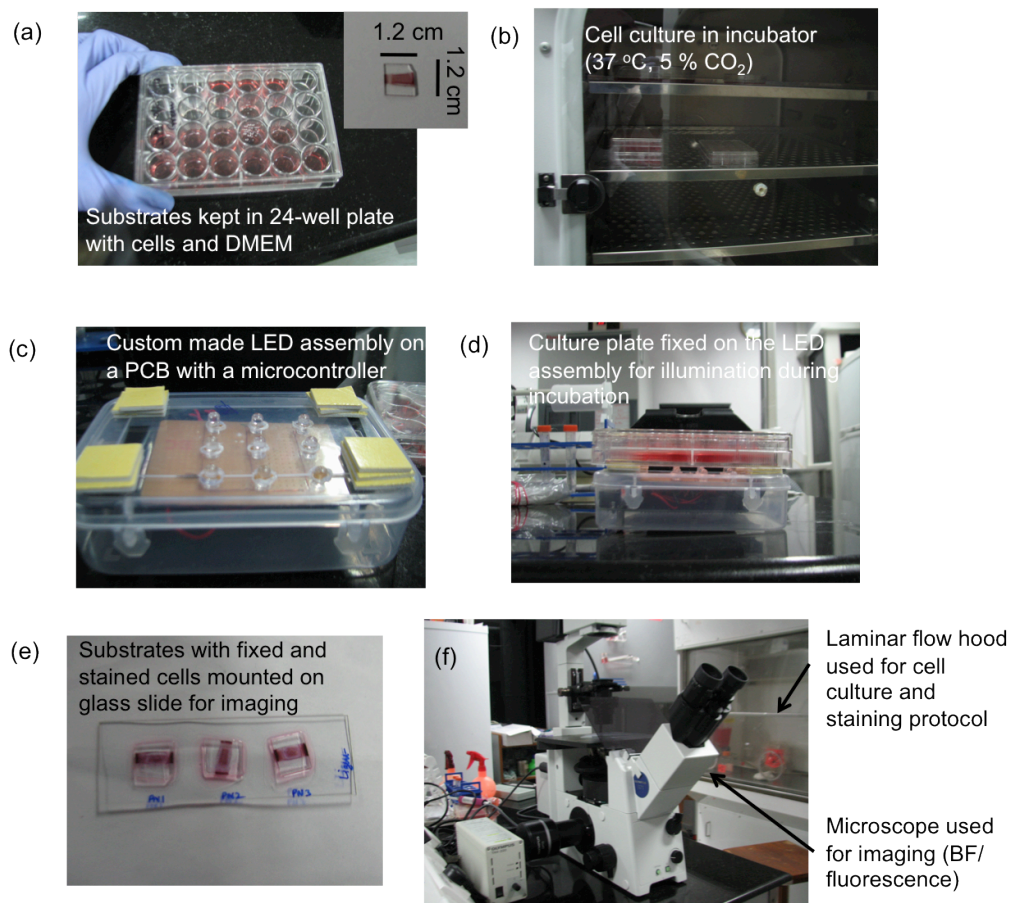 (a)
1.2 cm
1.2 cm
Substrates kept in 24-well plate
with cells and DMEM
(b)
Cell culture in incubator
(37 °C, 5 % CO₂)
(c)
Custom made LED assembly on
a PCB with a microcontroller
(d)
Culture plate fixed on the LED
assembly for illumination during
incubation
(e)
Substrates with fixed and
stained cells mounted on
glass slide for imaging
PN1
PN2
PN3
(f)
Laminar flow hood
used for cell
culture and
staining protocol
Microscope used
for imaging (BF/
fluorescence)